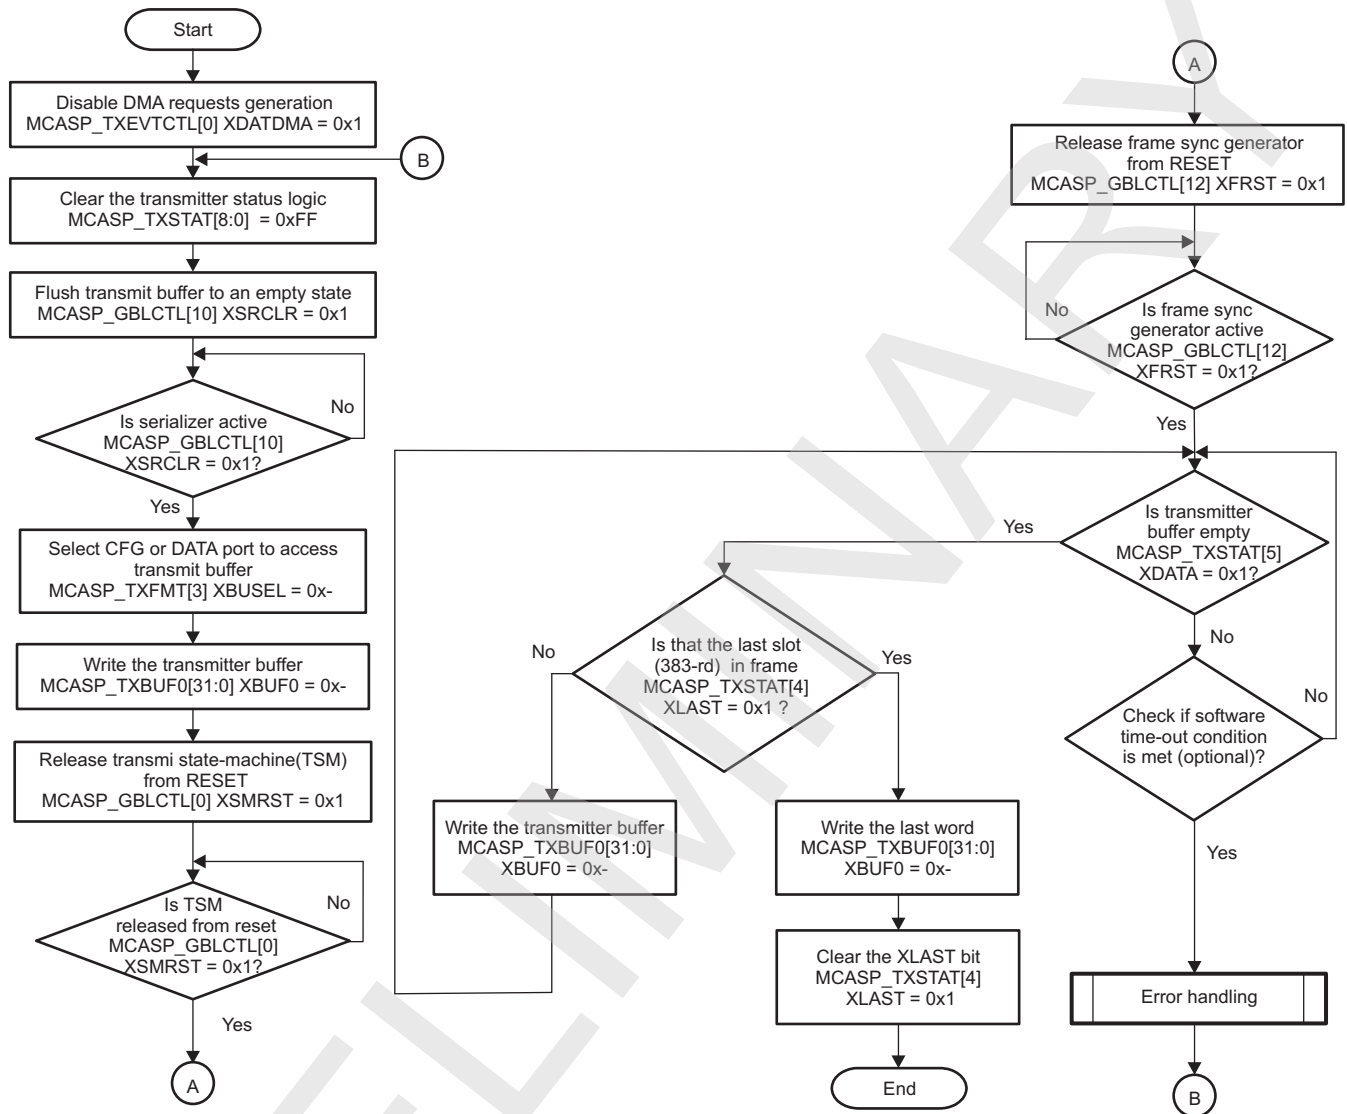 Start
Disable DMA requests generation
MCASP_TXEVTCTL[0] XDATDMA = 0x1
B
Clear the transmitter status logic
MCASP_TXSTAT[8:0] = 0xFF
Flush transmit buffer to an empty state
MCASP_GBLCTL[10] XSRCLR = 0x1
No
Is serializer active
MCASP_GBLCTL[10]
XSRCLR = 0x1?
Yes
Select CFG or DATA port to access
transmit buffer
MCASP_TXFMT[3] XBUSEL = 0x-
Write the transmitter buffer
MCASP_TXBUF0[31:0] XBUF0 = 0x-
Release transmi state-machine(TSM)
from RESET
MCASP_GBLCTL[0] XSMRST = 0x1
No
Is TSM
released from reset
MCASP_GBLCTL[0]
XSMRST = 0x1?
Yes
A
A
Release frame sync generator
from RESET
MCASP_GBLCTL[12] XFRST = 0x1
No
Is frame sync
generator active
MCASP_GBLCTL[12]
XFRST = 0x1?
Yes
Is transmitter
buffer empty
MCASP_TXSTAT[5]
XDATA = 0x1?
Yes
No
Is that the last slot
(383-rd) in frame
MCASP_TXSTAT[4]
XLAST = 0x1 ?
No
Yes
Write the transmitter buffer
MCASP_TXBUF0[31:0]
XBUF0 = 0x-
Write the last word
MCASP_TXBUF0[31:0]
XBUF0 = 0x-
Clear the XLAST bit
MCASP_TXSTAT[4]
XLAST = 0x1
End
Check if software
time-out condition
is met (optional)?
No
Yes
Error handling
B
ELIMINARY